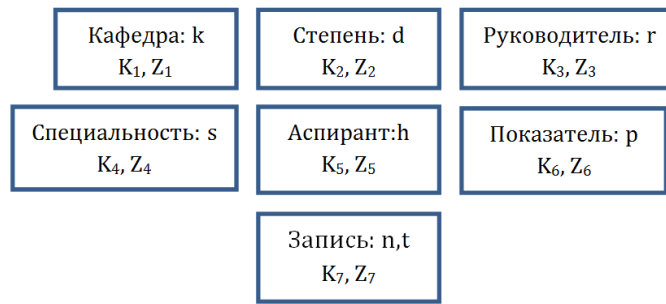 Кафедра: k
K₁, Z₁
Степень: d
K₂, Z₂
Руководитель: r
K₃, Z₃
Специальность: s
K₄, Z₄
Аспирант:h
K₅, Z₅
Показатель: p
K₆, Z₆
Запись: n,t
K₇, Z₇